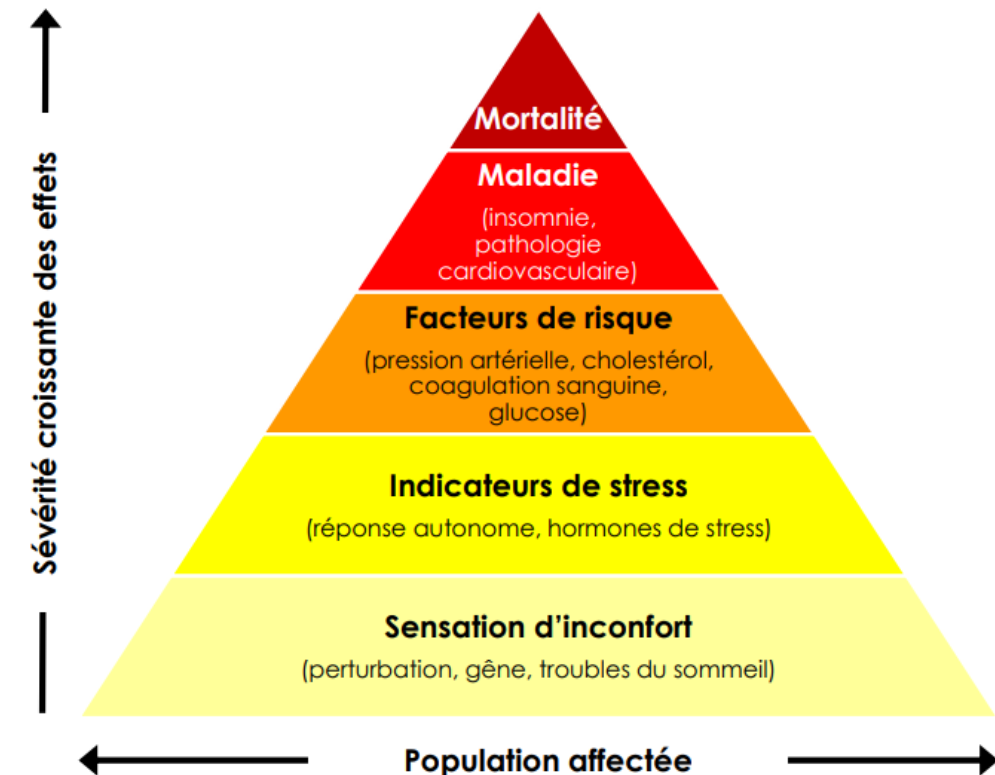 Sévérité croissante des effets
Mortalité
Maladie
(insomnie,
pathologie
cardiovasculaire)
Facteurs de risque
(pression artérielle, cholestérol,
coagulation sanguine,
glucose)
Indicateurs de stress
(réponse autonome, hormones de stress)
Sensation d’inconfort
(perturbation, gêne, troubles du sommeil)
Population affectée